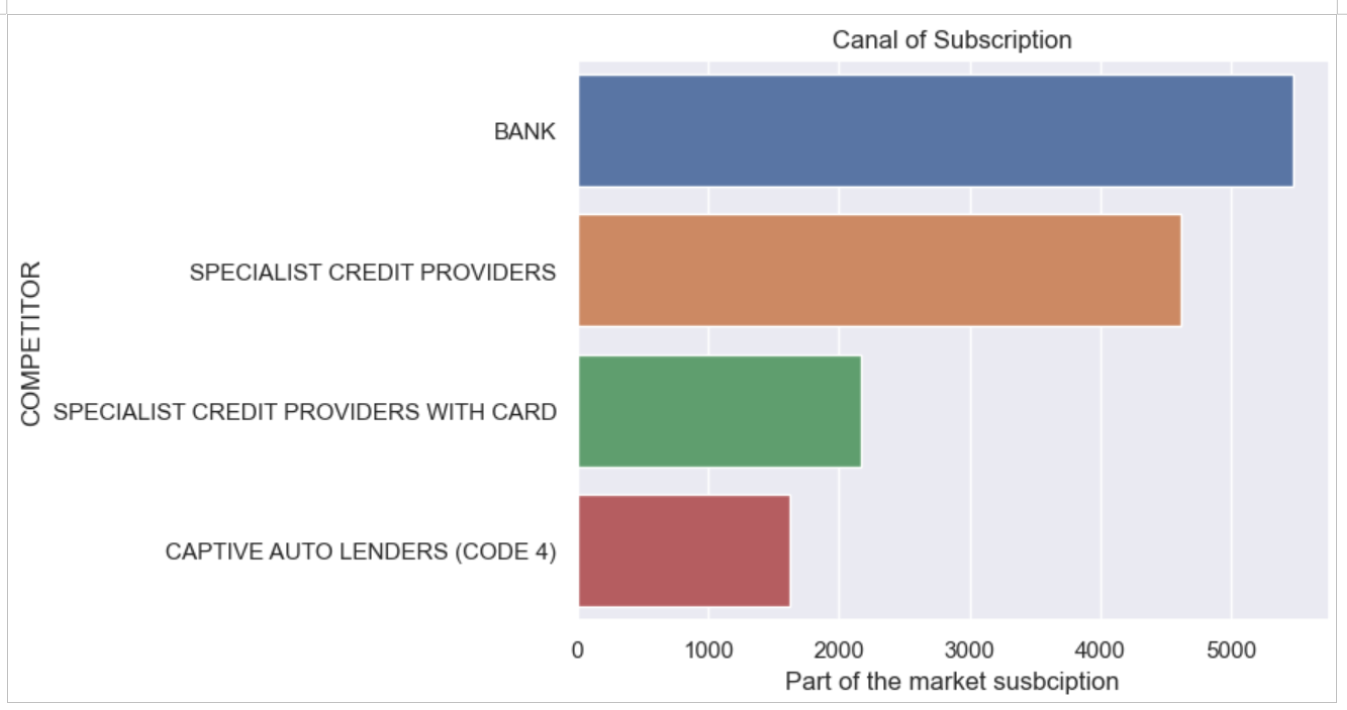 Canal of Subscription
COMPETITOR
BANK
SPECIALIST CREDIT PROVIDERS
SPECIALIST CREDIT PROVIDERS WITH CARD
CAPTIVE AUTO LENDERS (CODE 4)
0 1000 2000 3000 4000 5000
Part of the market susbciption